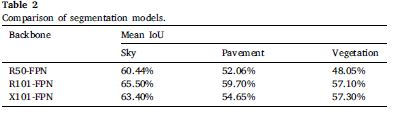 Table 2
Comparison of segmentation models.
Backbone Mean IoU
Sky Pavement Vegetation
R50-FPN 60.44% 52.06% 48.05%
R101-FPN 65.50% 59.70% 57.10%
X101-FPN 63.40% 54.65% 57.30%